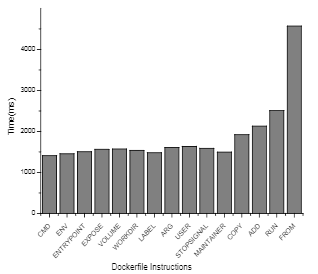 4000
3000
2000
1000
0
Time(ms)
CMD
ENV
ENTRYPOINT
EXPOSE
VOLUME
WORKDIR
LABEL
ARG
USER
STOPSIGNAL
MAINTAINER
COPY
ADD
RUN
FROM
Dockerfile Instructions